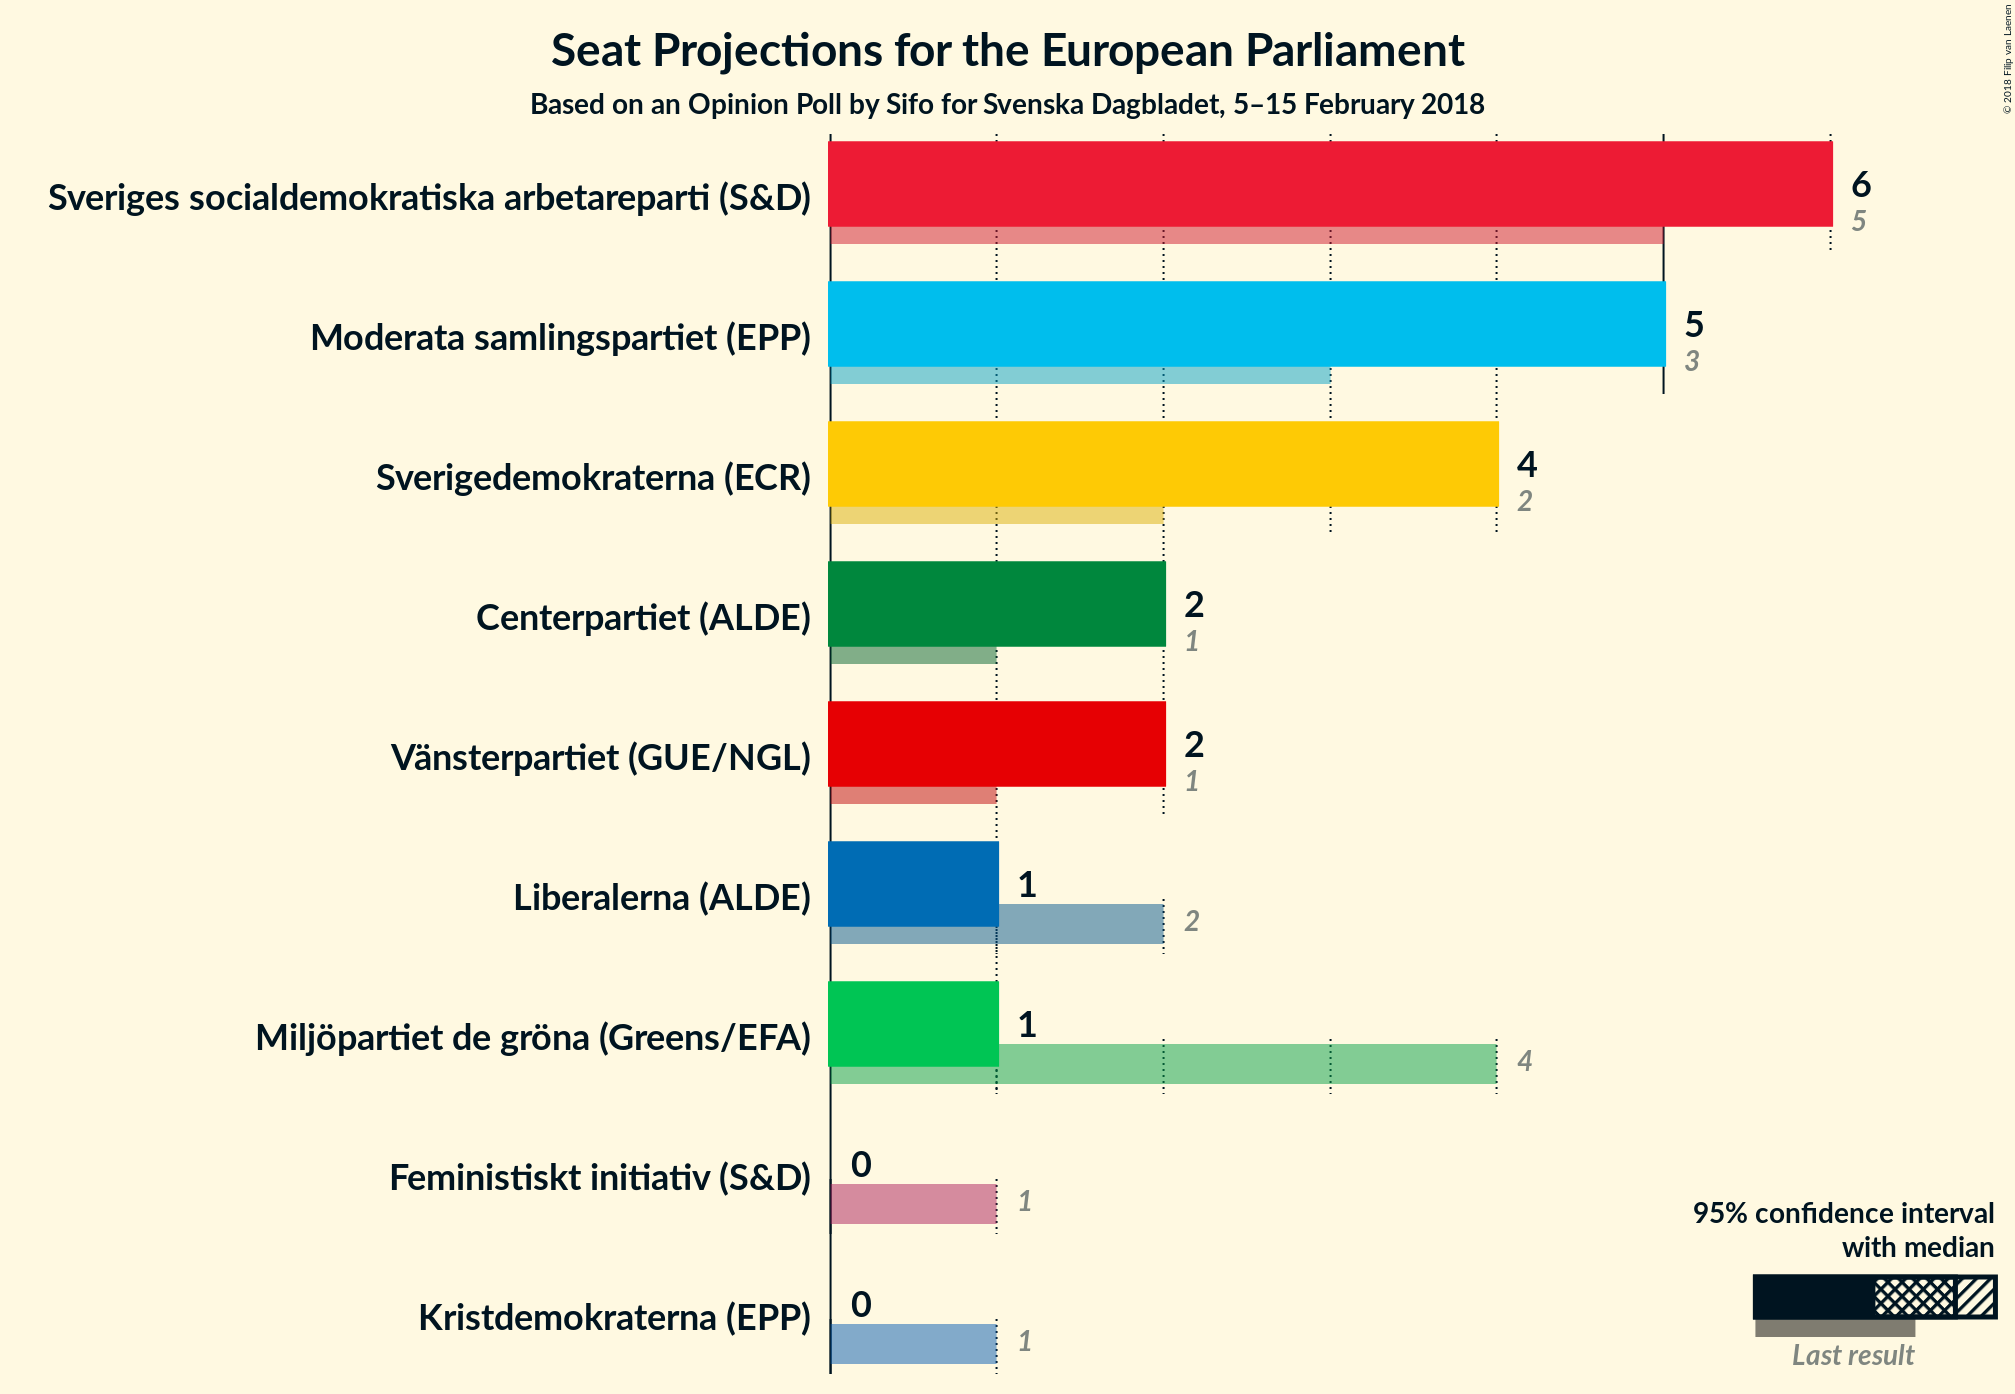 Seat Projections for the European Parliament
Based on an Opinion Poll by Sifo for Svenska Dagbladet, 5–15 February 2018
© 2018 Filip van Laenen
Sveriges socialdemokratiska arbetareparti (S&D)
6
5
Moderata samlingspartiet (EPP)
5
3
Sverigedemokraterna (ECR)
4
2
Centerpartiet (ALDE)
2
1
Vänsterpartiet (GUE/NGL)
2
1
Liberalerna (ALDE)
1
2
Miljöpartiet de gröna (Greens/EFA)
1
4
Feministiskt initiativ (S&D)
0
1
Kristdemokraterna (EPP)
0
1
95% confidence interval
with median
Last result